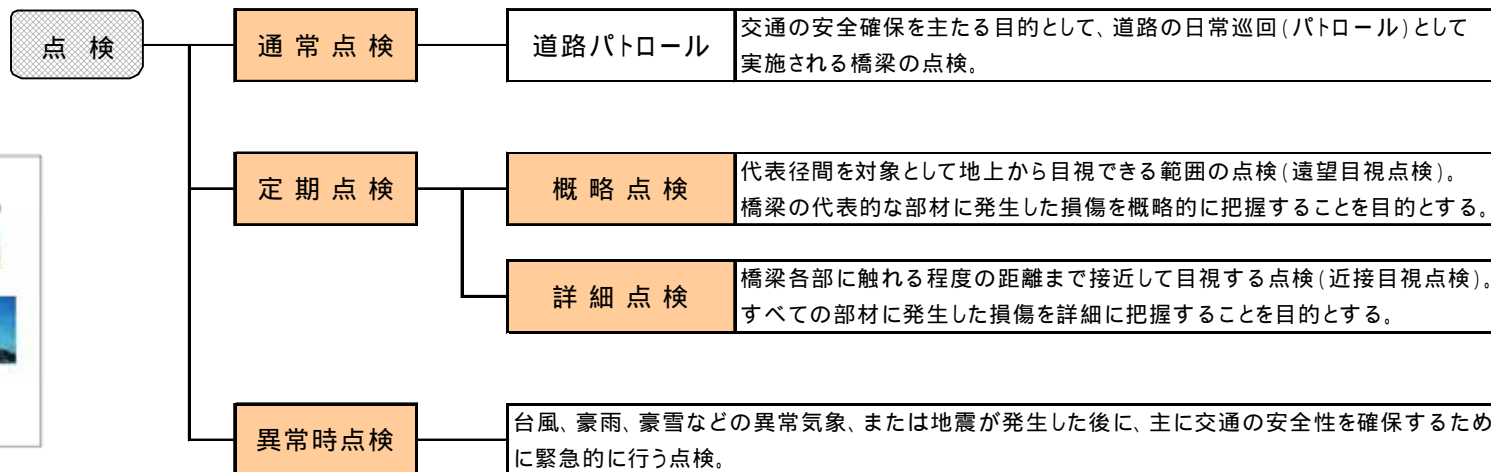 点検
通常点検
道路パトロール
交通の安全確保を主たる目的として、道路の日常巡回(パトロール)として
実施される橋梁の点検。
定期点検
概略点検
代表径間を対象として地上から目視できる範囲の点検(遠望目視点検)。
橋梁の代表的な部材に発生した損傷を概略的に把握することを目的とする。
詳細点検
橋梁各部に触れる程度の距離まで接近して目視する点検(近接目視点検)。
すべての部材に発生した損傷を詳細に把握することを目的とする。
異常時点検
台風、豪雨、豪雪などの異常気象、または地震が発生した後に、主に交通の安全性を確保するため
に緊急的に行う点検。